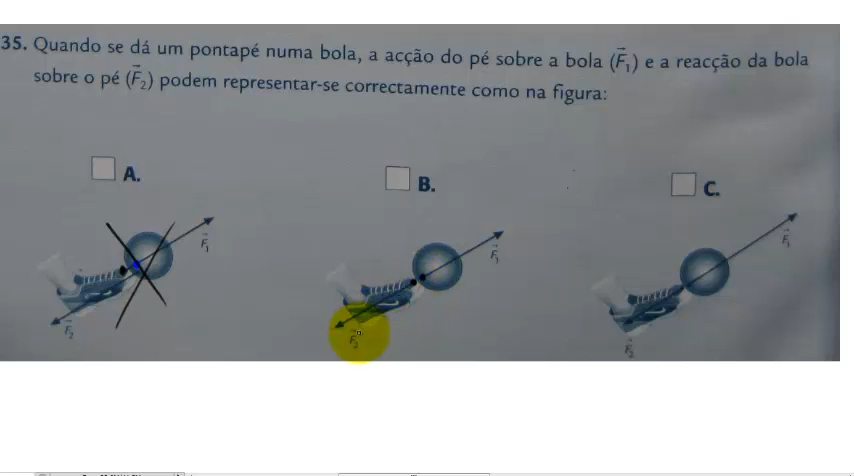 35. Quando se dá um pontapé numa bola, a acção do pé sobre a bola (F⃗₁) e a reacção da bola
sobre o pé (F⃗₂) podem representar-se correctamente como na figura:
A.
B.
C.
F⃗₁
F⃗₁
F⃗₁
F⃗₂
F⃗₂
F⃗₂